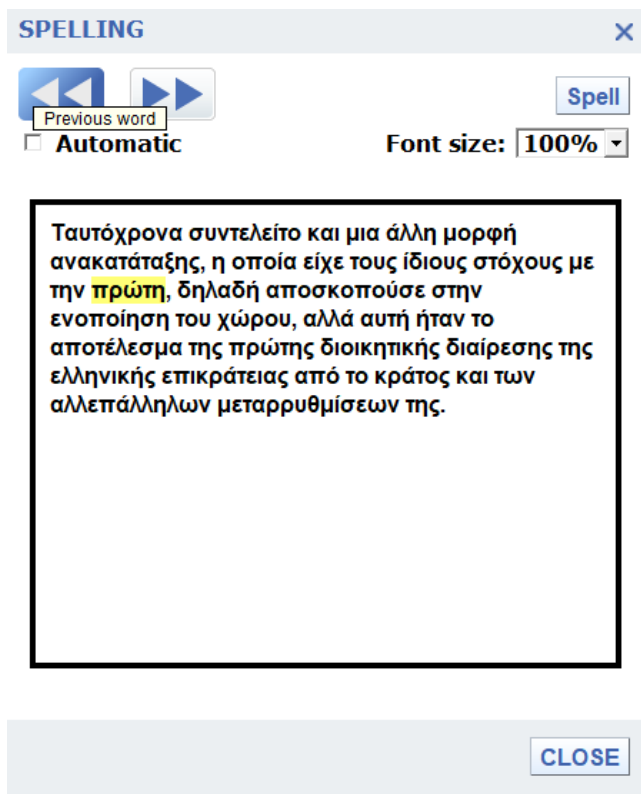 SPELLING
Previous word
Spell
Automatic
Font size: 100%
Ταυτόχρονα συντελείτο και μια άλλη μορφή
ανακατάταξης, η οποία είχε τους ίδιους στόχους με
την πρώτη, δηλαδή αποσκοπούσε στην
ενοποίηση του χώρου, αλλά αυτή ήταν το
αποτέλεσμα της πρώτης διοικητικής διαίρεσης της
ελληνικής επικράτειας από το κράτος και των
αλλεπάλληλων μεταρρυθμίσεων της.
CLOSE